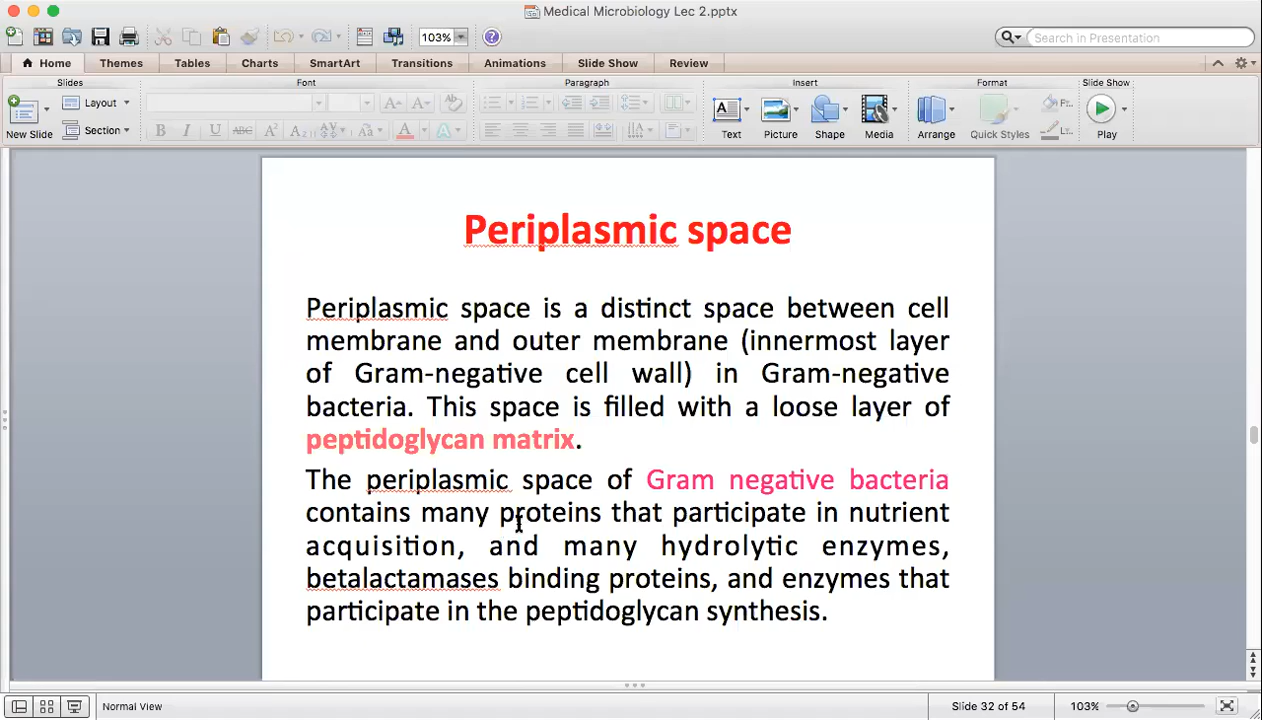 Medical Microbiology Lec 2.pptx
103%
Search in Presentation
Home Themes Tables Charts SmartArt Transitions Animations Slide Show Review
Slides Font Paragraph Insert Format Slide Show
New Slide Layout Section
B I U ABC A A Aa A A
Text Picture Shape Media Arrange Quick Styles Play
Periplasmic space
Periplasmic space is a distinct space between cell
membrane and outer membrane (innermost layer
of Gram-negative cell wall) in Gram-negative
bacteria. This space is filled with a loose layer of
peptidoglycan matrix.
The periplasmic space of Gram negative bacteria
contains many proteins that participate in nutrient
acquisition, and many hydrolytic enzymes,
betalactamases binding proteins, and enzymes that
participate in the peptidoglycan synthesis.
Normal View Slide 32 of 54 103%